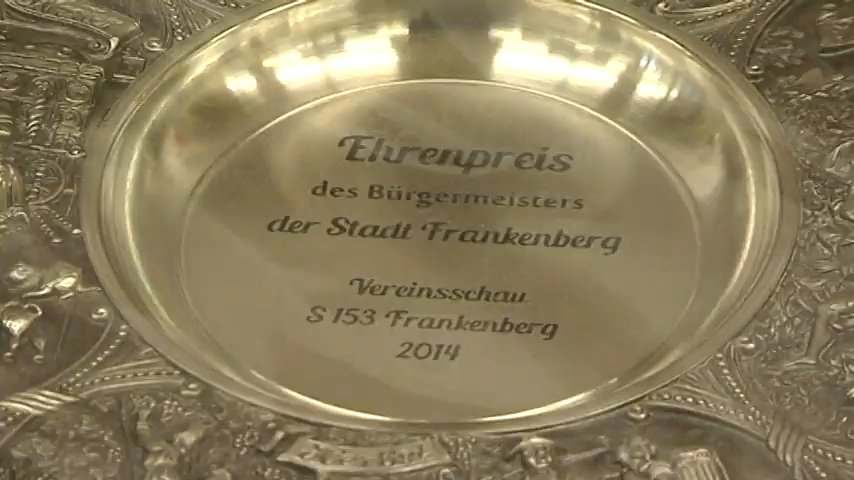 Ehrenpreis
des Bürgermeisters
der Stadt Frankenberg
Vereinsschau
S 153 Frankenberg
2014